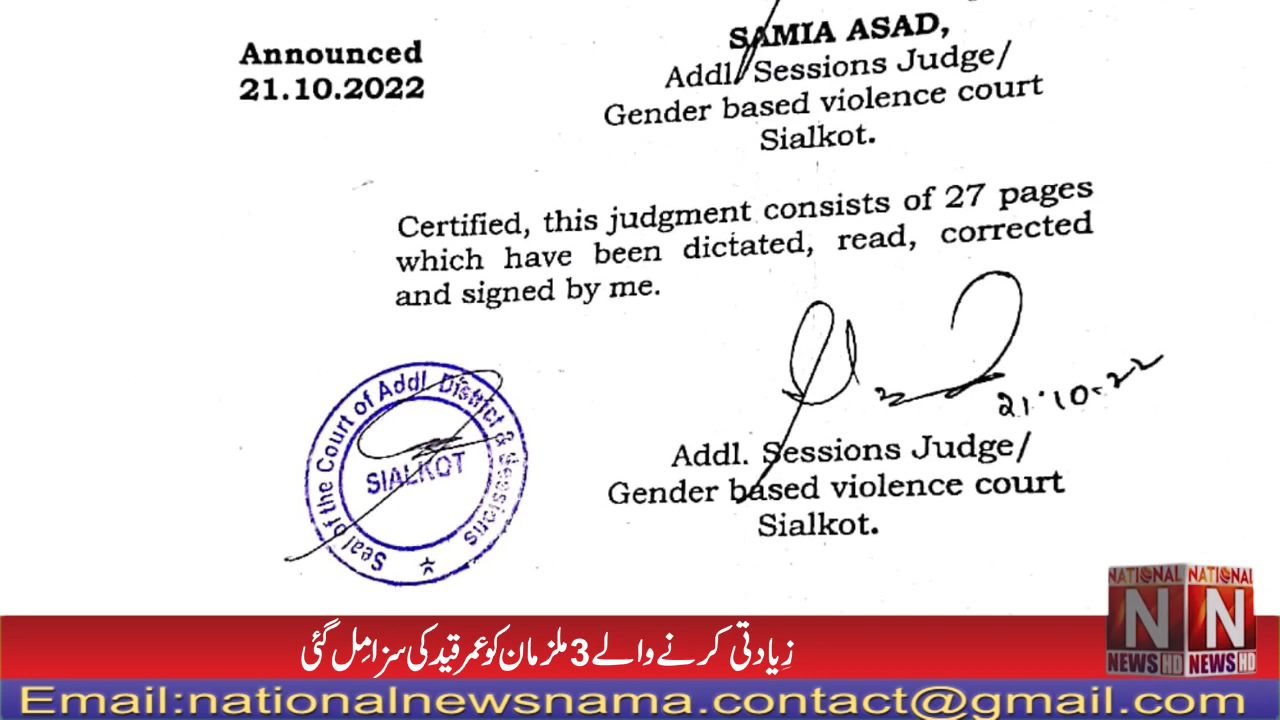 Announced
21.10.2022
SAMIA ASAD,
Addl. Sessions Judge/
Gender based violence court
Sialkot.
Certified, this judgment consists of 27 pages
which have been dictated, read, corrected
and signed by me.
21.10.22
Seal of the Court of Addl District & Sessions
SIALKOT
Addl. Sessions Judge/
Gender based violence court
Sialkot.
NATIONAL NATIONAL
N N
NEWS HD NEWS HD
زِیادتی کرنے والے 3 ملزمان کو عمر قید کی سزا مِل گئی
Email:nationalnewsnama.contact@gmail.com